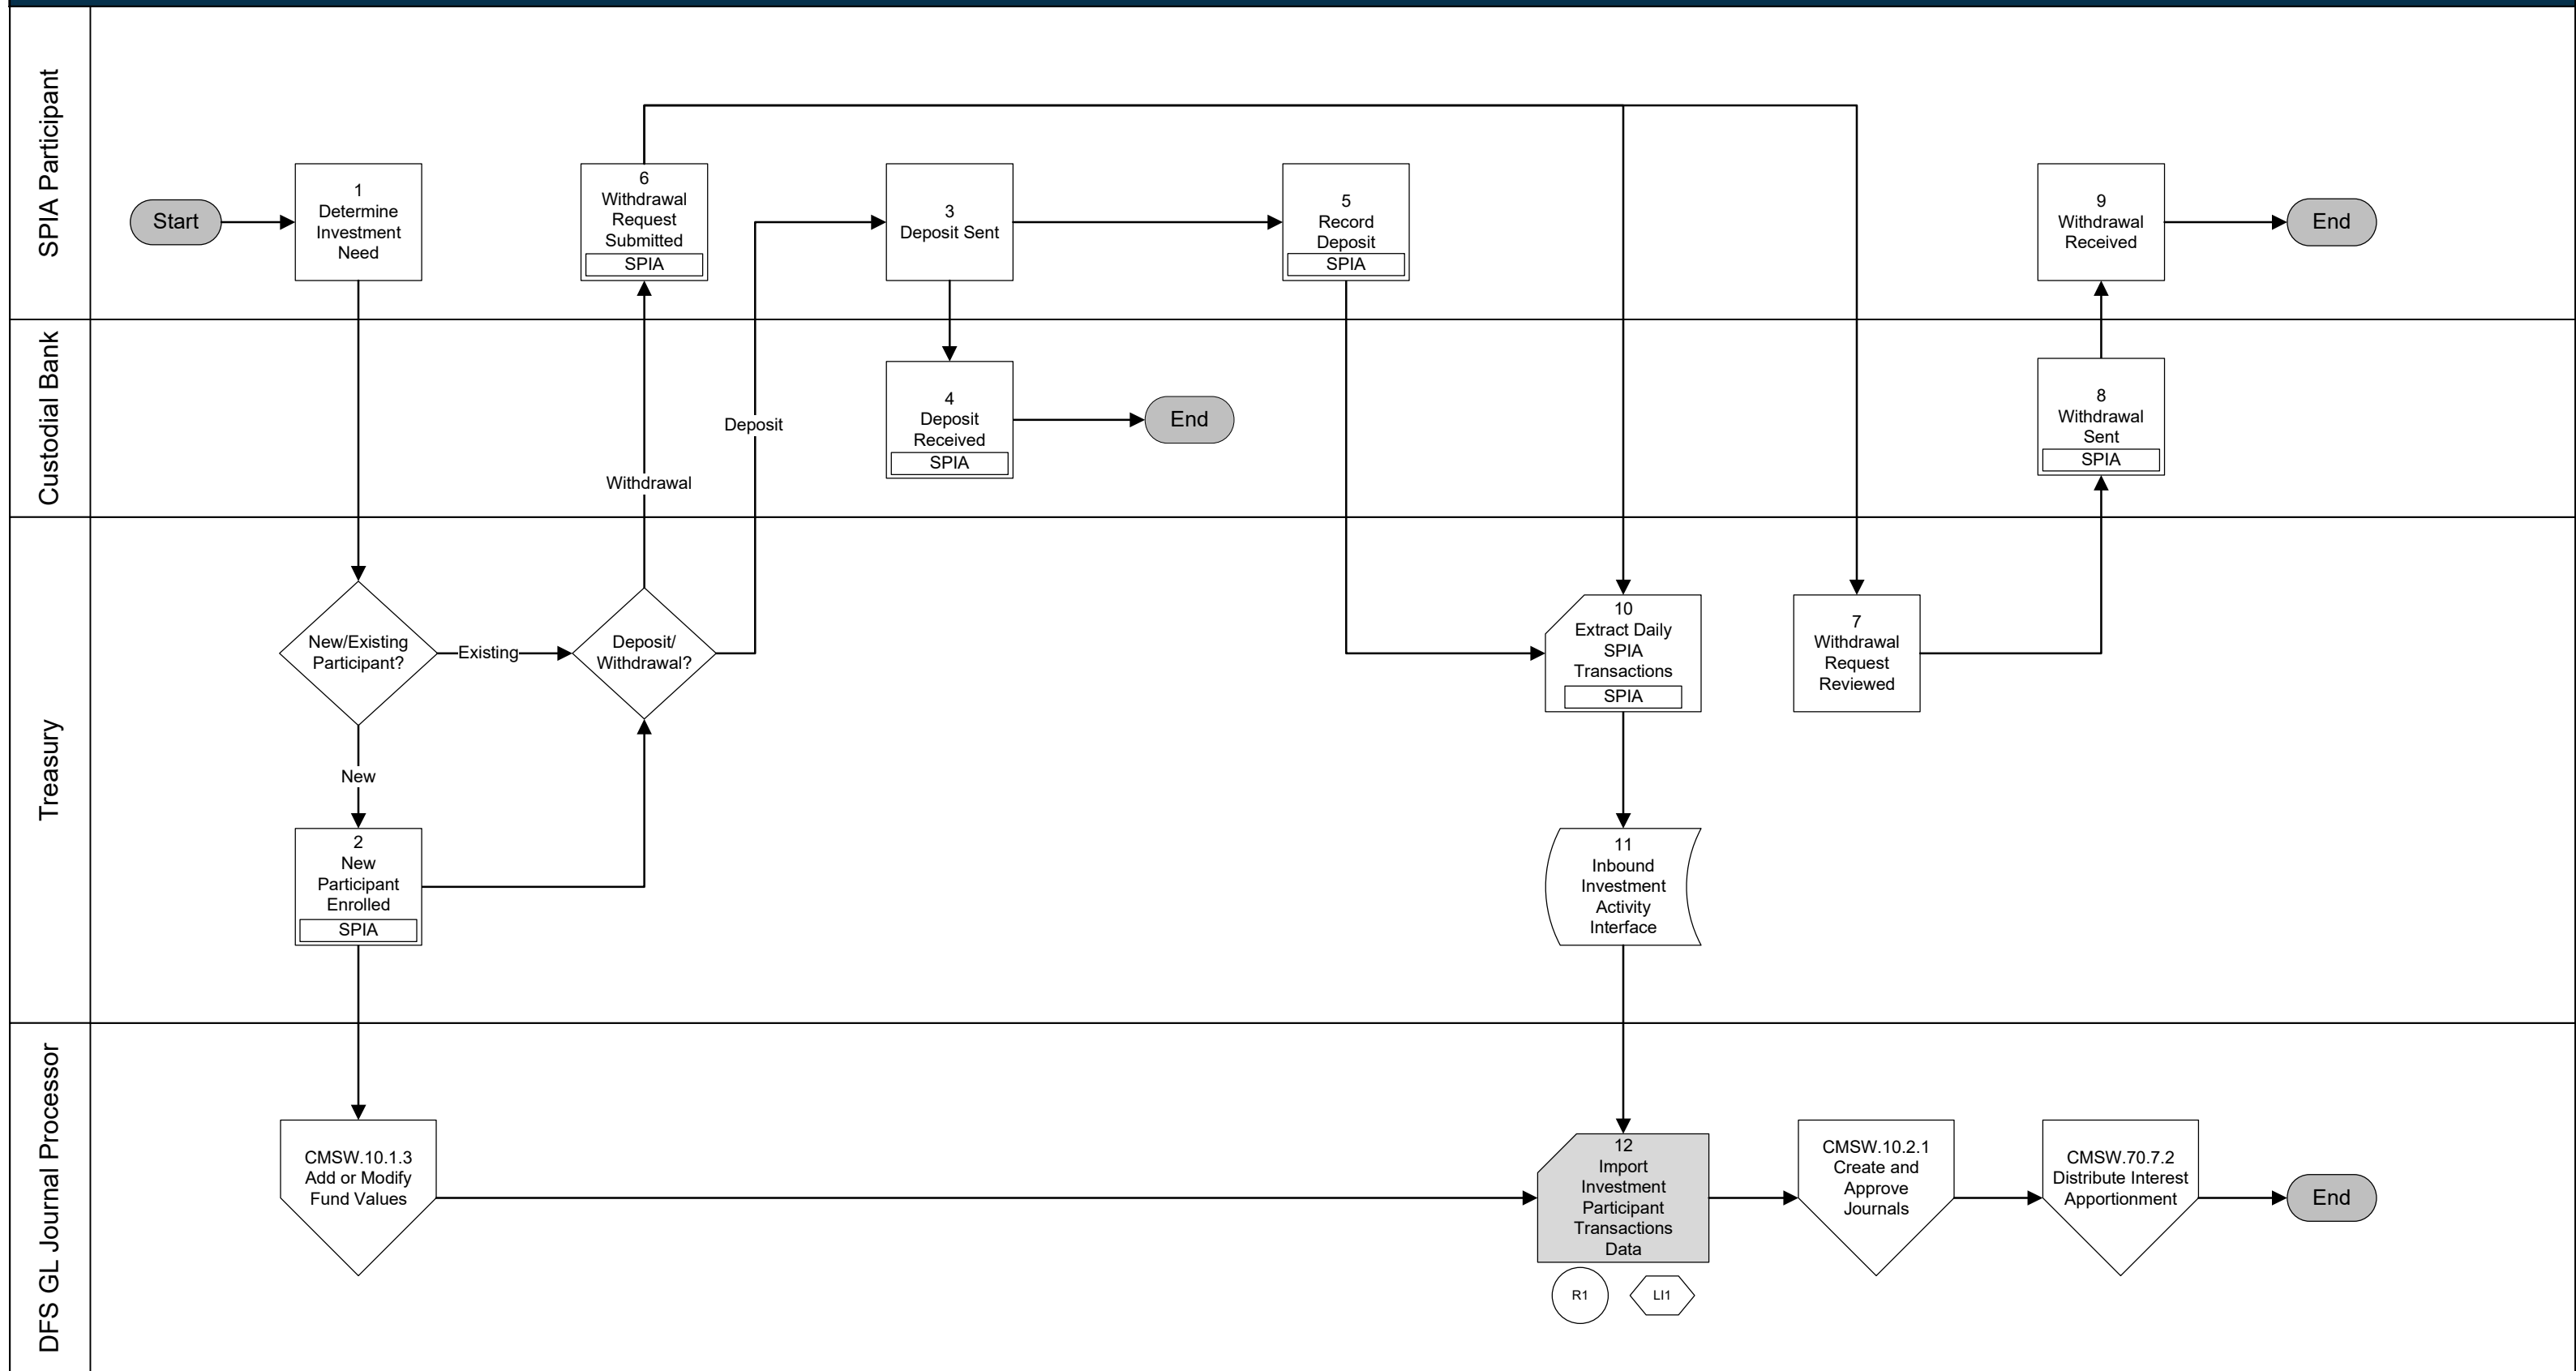 SPIA Participant
Start
1
Determine
Investment
Need
6
Withdrawal
Request
Submitted
SPIA
3
Deposit Sent
5
Record
Deposit
SPIA
9
Withdrawal
Received
End
Custodial Bank
Withdrawal
Deposit
4
Deposit
Received
SPIA
End
8
Withdrawal
Sent
SPIA
Treasury
New/Existing
Participant?
Existing
Deposit/
Withdrawal?
10
Extract Daily
SPIA
Transactions
SPIA
7
Withdrawal
Request
Reviewed
New
2
New
Participant
Enrolled
SPIA
11
Inbound
Investment
Activity
Interface
DFS GL Journal Processor
CMSW.10.1.3
Add or Modify
Fund Values
12
Import
Investment
Participant
Transactions
Data
R1
LI1
CMSW.10.2.1
Create and
Approve
Journals
CMSW.70.7.2
Distribute Interest
Apportionment
End